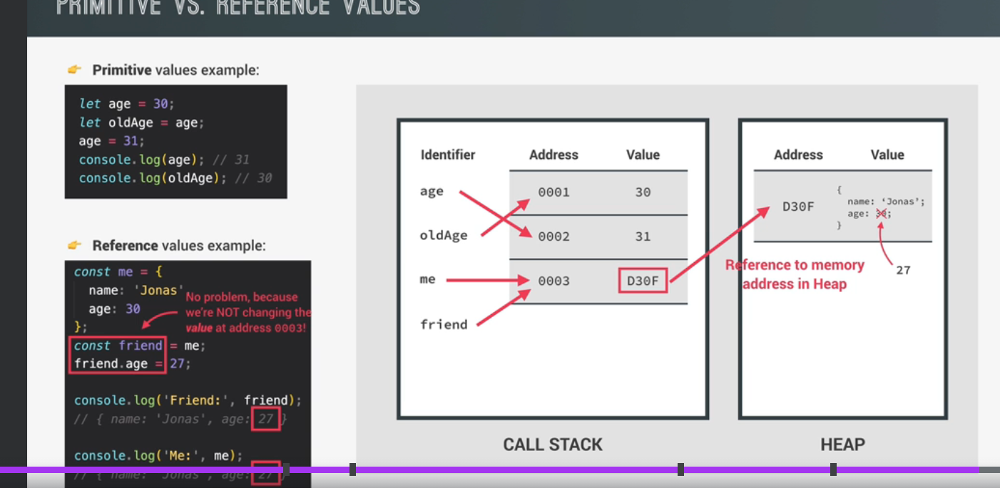 PRIMITIVE VS. REFERENCE VALUES
👉 Primitive values example:
let age = 30;
let oldAge = age;
age = 31;
console.log(age); // 31
console.log(oldAge); // 30
👉 Reference values example:
const me = {
name: 'Jonas'
age: 30
};
const friend = me;
friend.age = 27;
No problem, because
we're NOT changing the
value at address 0003!
console.log('Friend:', friend);
// { name: 'Jonas', age: 27 }
console.log('Me:', me);
// { name: 'Jonas', age: 27 }
Identifier Address Value
age 0001 30
oldAge 0002 31
me 0003 D30F
friend
CALL STACK
Address Value
D30F
{
name: ‘Jonas’;
age: 30;
}
27
Reference to memory
address in Heap
HEAP